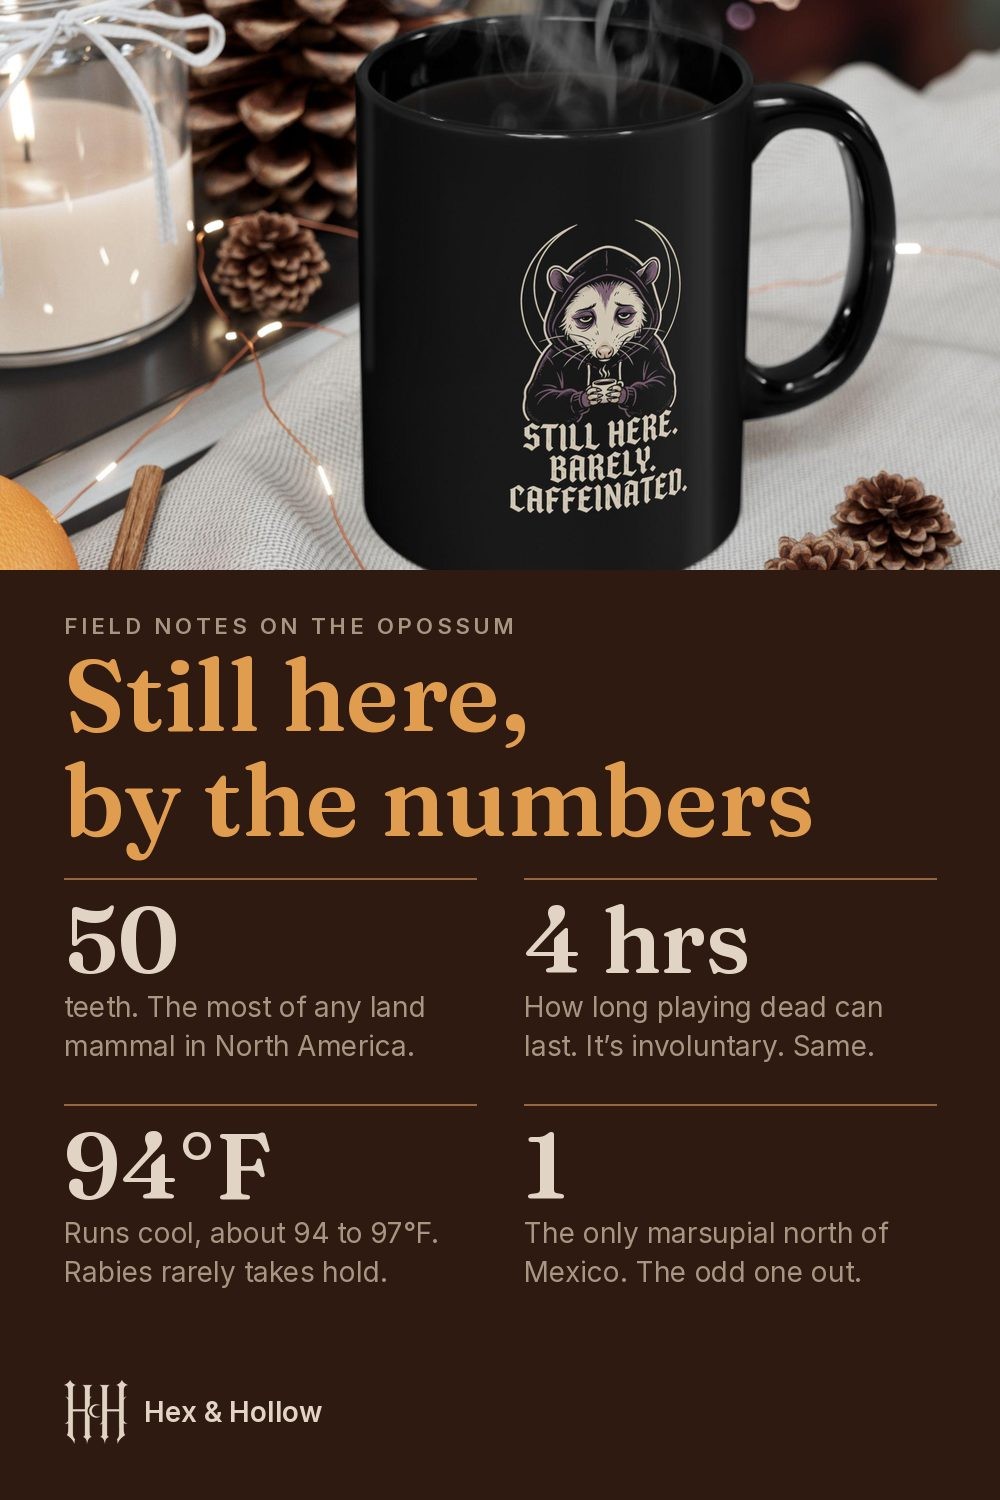 STILL HERE.
BARELY.
CAFFEINATED.
FIELD NOTES ON THE OPOSSUM
Still here,
by the numbers
50
teeth. The most of any land
mammal in North America.
4 hrs
How long playing dead can
last. It’s involuntary. Same.
94°F
Runs cool, about 94 to 97°F.
Rabies rarely takes hold.
1
The only marsupial north of
Mexico. The odd one out.
HCH
Hex & Hollow